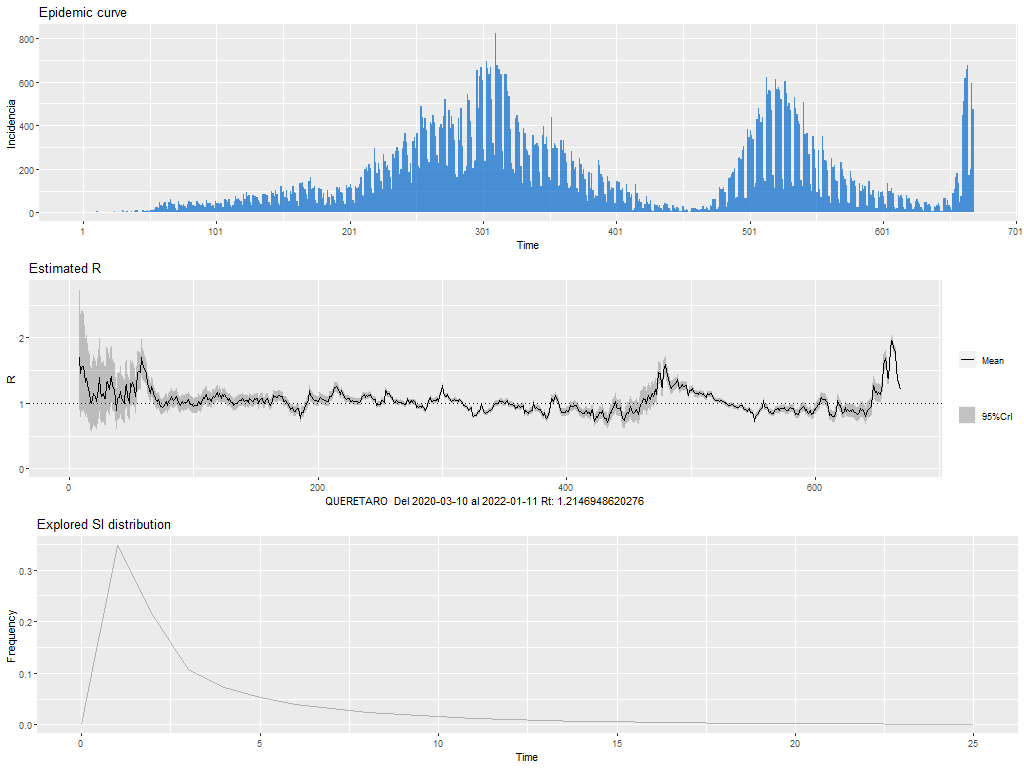 Epidemic curve
800
600
400
200
0
Incidencia
1
101
201
301
401
501
601
701
Time
Estimated R
2
1
0
R
0
200
400
600
QUERETARO Del 2020-03-10 al 2022-01-11 Rt: 1.2146948620276
Mean
95%CrI
Explored SI distribution
0.3
0.2
0.1
0.0
Frequency
0
5
10
15
20
25
Time